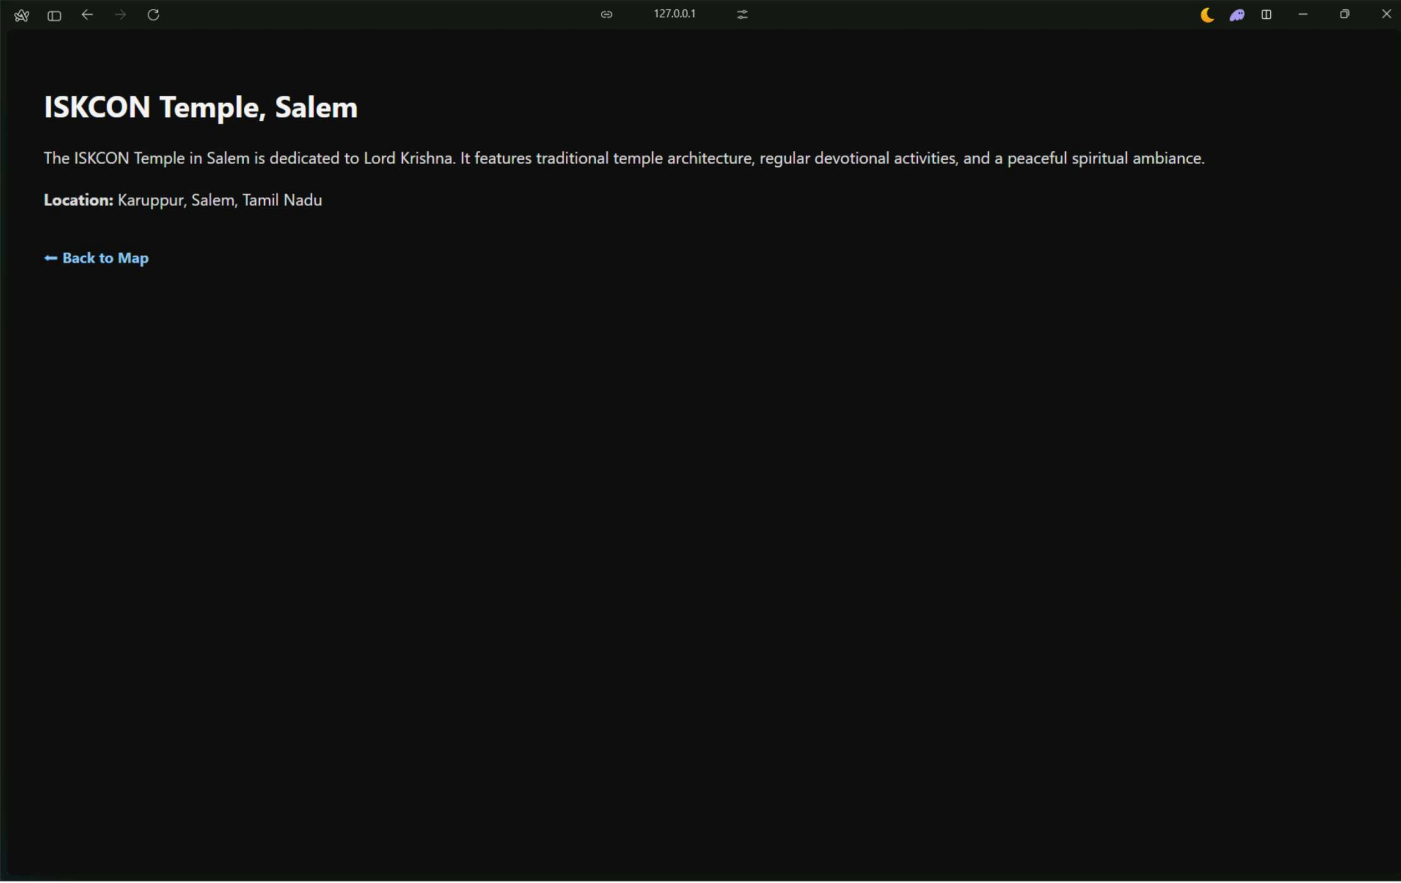 127.0.0.1
ISKCON Temple, Salem
The ISKCON Temple in Salem is dedicated to Lord Krishna. It features traditional temple architecture, regular devotional activities, and a peaceful spiritual ambiance.
Location: Karuppur, Salem, Tamil Nadu
⬅ Back to Map